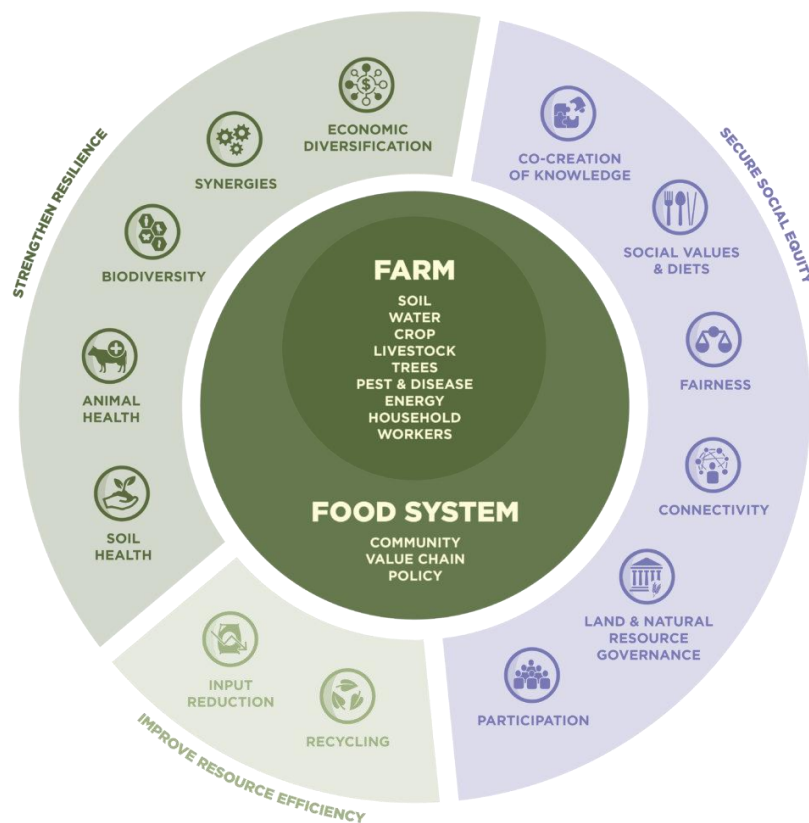 STRENGTHEN RESILIENCE
ECONOMIC
DIVERSIFICATION
SYNERGIES
BIODIVERSITY
ANIMAL
HEALTH
SOIL
HEALTH
SECURE SOCIAL EQUITY
CO-CREATION
OF KNOWLEDGE
SOCIAL VALUES
& DIETS
FAIRNESS
CONNECTIVITY
LAND & NATURAL
RESOURCE
GOVERNANCE
PARTICIPATION
IMPROVE RESOURCE EFFICIENCY
INPUT
REDUCTION
RECYCLING
FARM
SOIL
WATER
CROP
LIVESTOCK
TREES
PEST & DISEASE
ENERGY
HOUSEHOLD
WORKERS
FOOD SYSTEM
COMMUNITY
VALUE CHAIN
POLICY
$